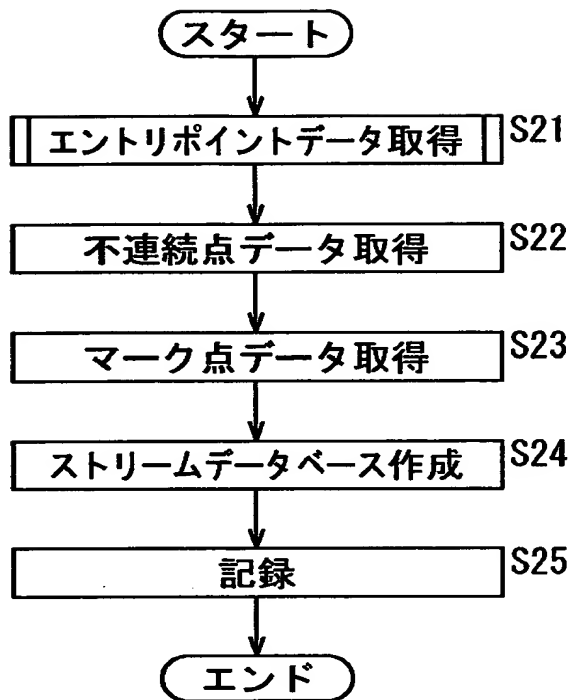 スタート
エントリポイントデータ取得 S21
不連続点データ取得 S22
マーク点データ取得 S23
ストリームデータベース作成 S24
記録 S25
エンド